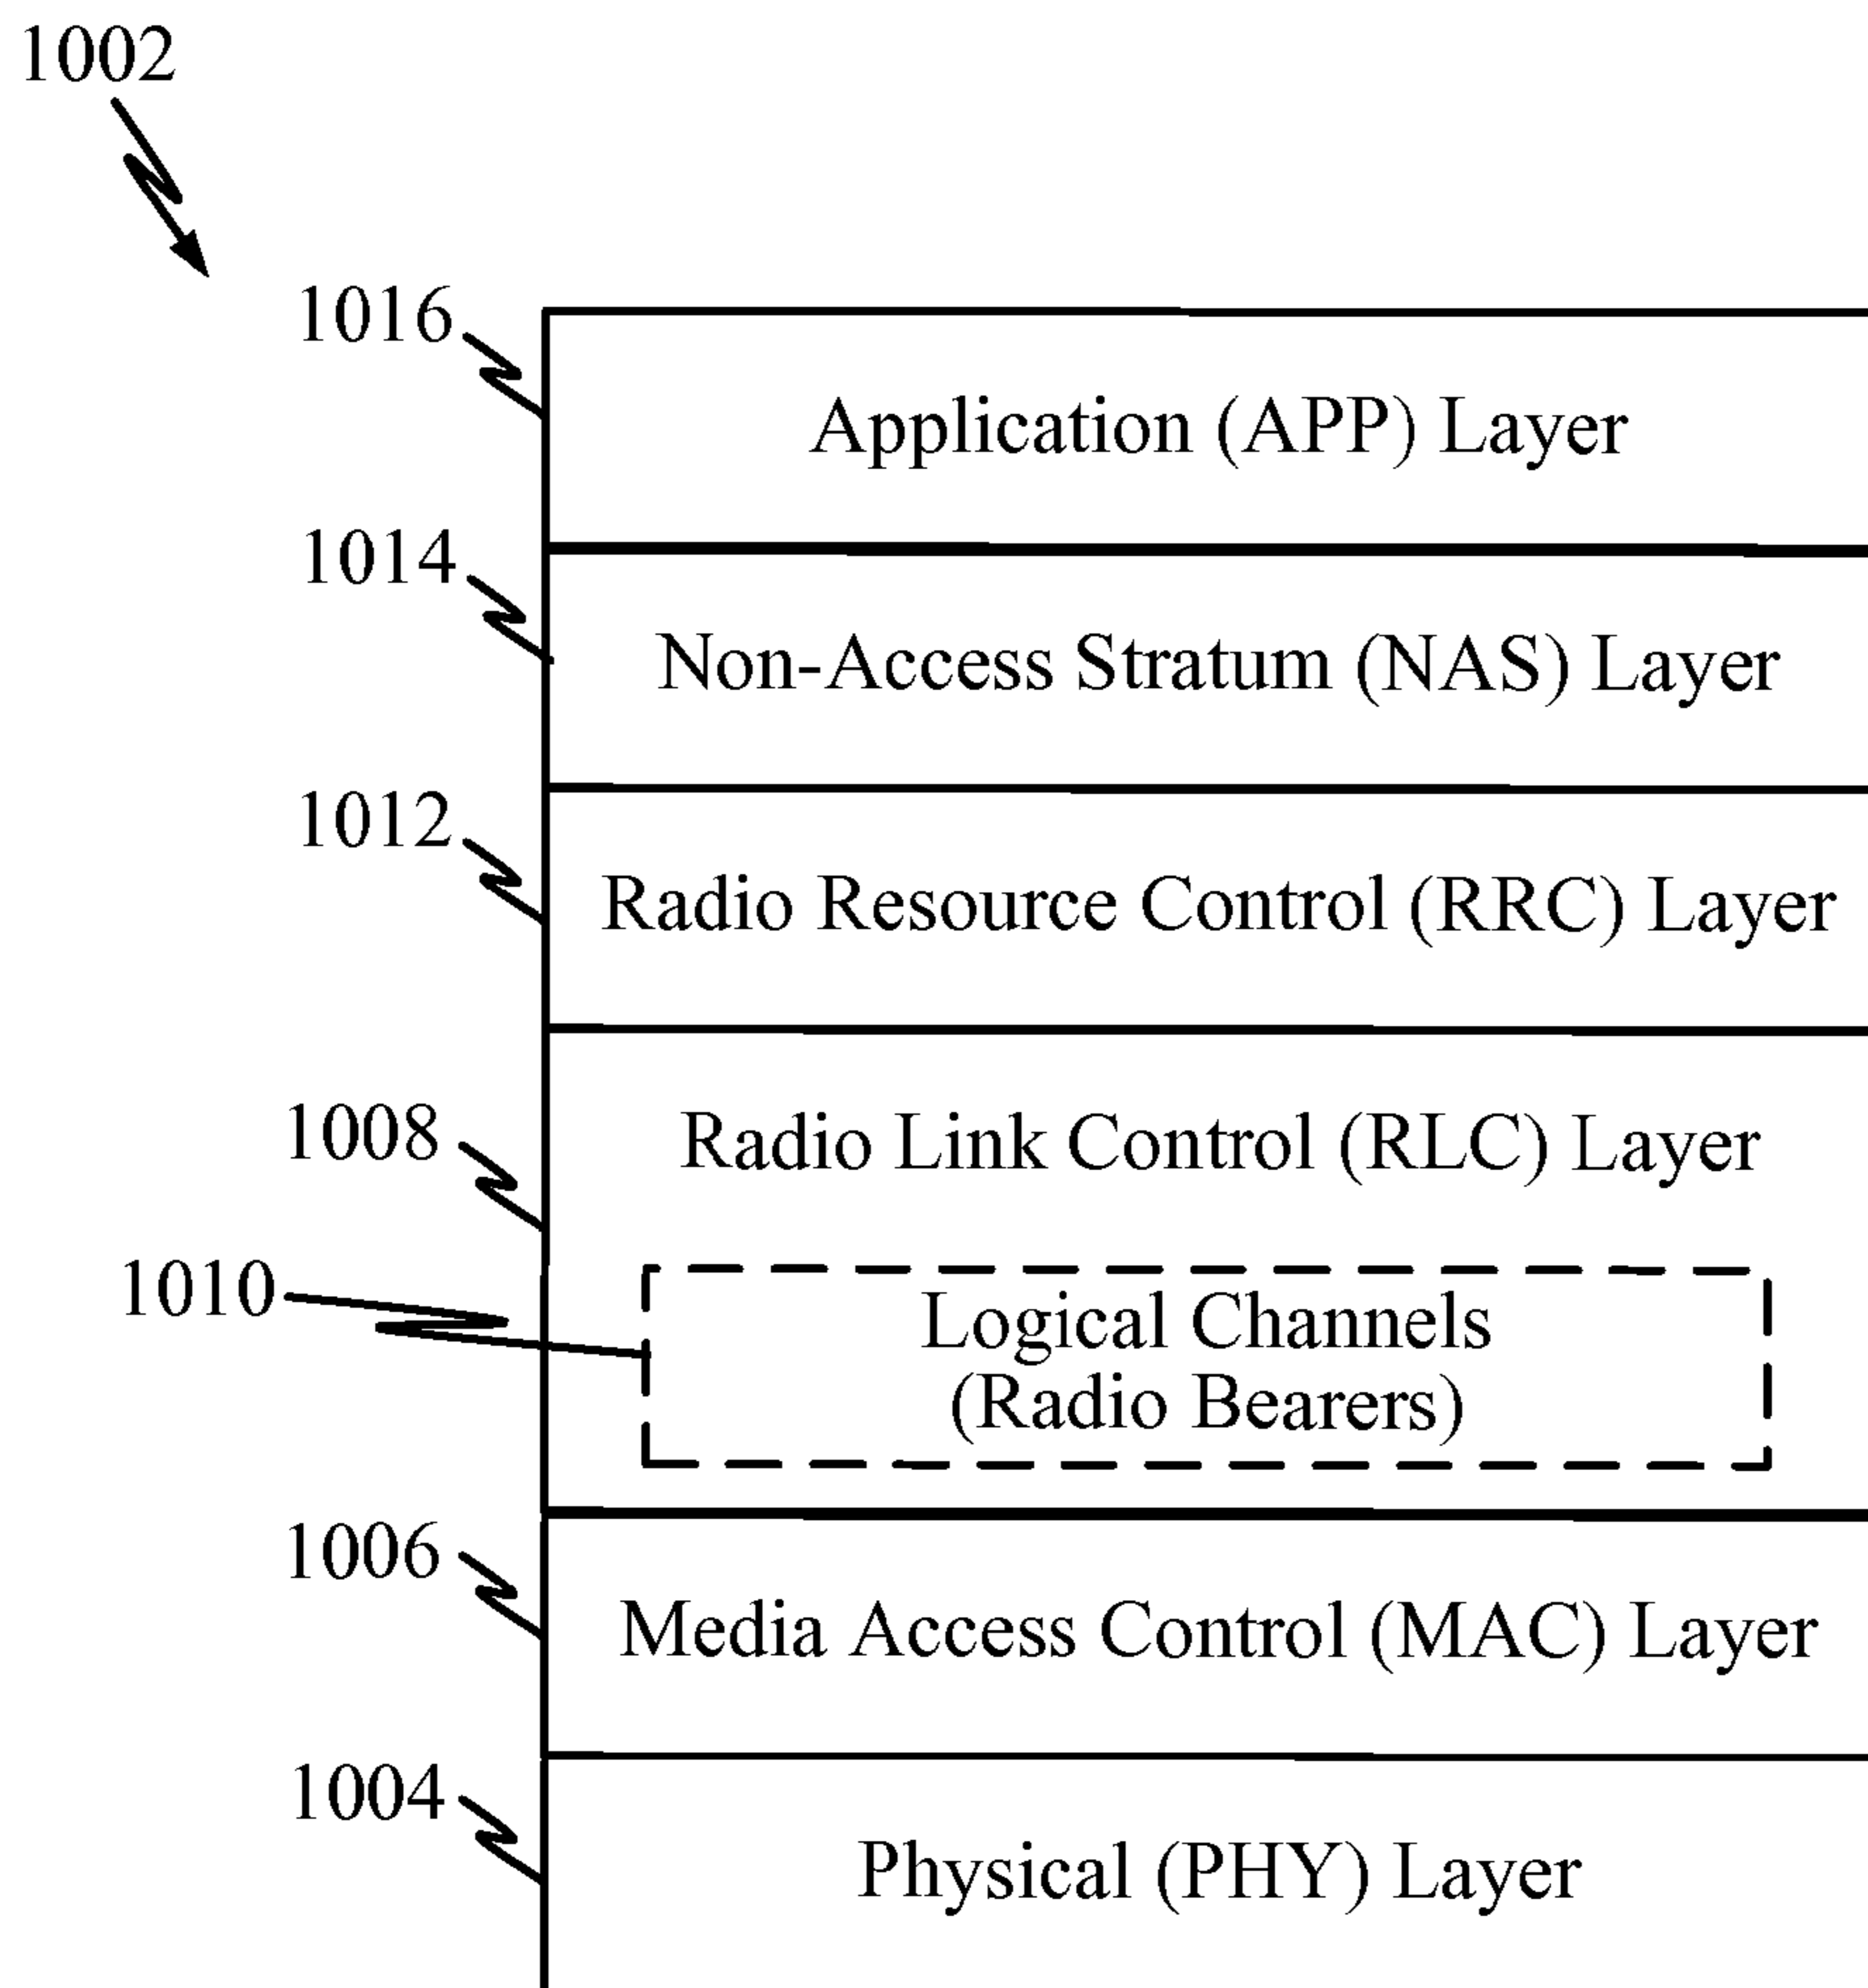 1002
1016
Application (APP) Layer
1014
Non-Access Stratum (NAS) Layer
1012
Radio Resource Control (RRC) Layer
1008
Radio Link Control (RLC) Layer
1010
Logical Channels
(Radio Bearers)
1006
Media Access Control (MAC) Layer
1004
Physical (PHY) Layer